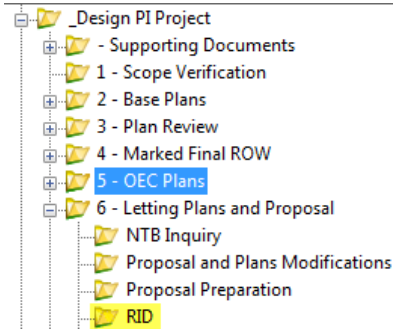 _Design PI Project
- Supporting Documents
1 - Scope Verification
2 - Base Plans
3 - Plan Review
4 - Marked Final ROW
5 - OEC Plans
6 - Letting Plans and Proposal
NTB Inquiry
Proposal and Plans Modifications
Proposal Preparation
RID